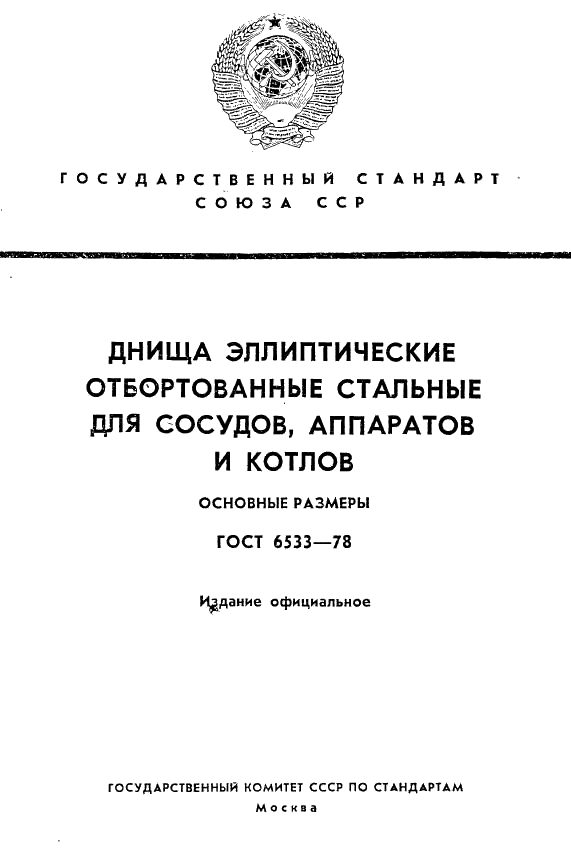 ГОСУДАРСТВЕННЫЙ СТАНДАРТ
СОЮЗА ССР
ДНИЩА ЭЛЛИПТИЧЕСКИЕ
ОТБОРТОВАННЫЕ СТАЛЬНЫЕ
ДЛЯ СОСУДОВ, АППАРАТОВ
И КОТЛОВ
ОСНОВНЫЕ РАЗМЕРЫ
ГОСТ 6533—78
Издание официальное
ГОСУДАРСТВЕННЫЙ КОМИТЕТ СССР ПО СТАНДАРТАМ
Москва